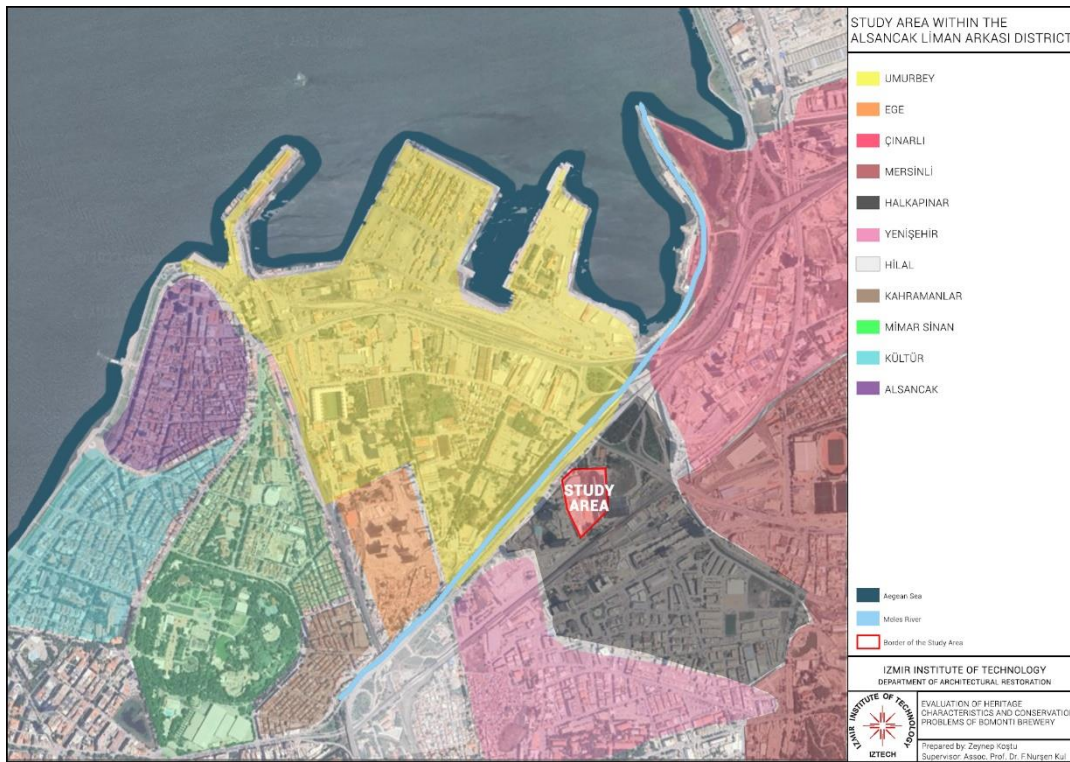 STUDY AREA WITHIN THE
ALSANCAK LİMAN ARKASI DISTRICT
UMURBEY
EGE
ÇINARLI
MERSİNLİ
HALKAPINAR
YENİŞEHİR
HİLAL
KAHRAMANLAR
MİMAR SİNAN
KÜLTÜR
ALSANCAK
STUDY
AREA
Aegean Sea
Meles River
Border of the Study Area
IZMIR INSTITUTE OF TECHNOLOGY
DEPARTMENT OF ARCHITECTURAL RESTORATION
IZMIR INSTITUTE OF TECHNOLOGY
IZTECH
EVALUATION OF HERITAGE
CHARACTERISTICS AND CONSERVATION
PROBLEMS OF BOMONTI BREWERY
Prepared by: Zeynep Koştu
Supervisor: Assoc. Prof. Dr. F.Nurşen Kul